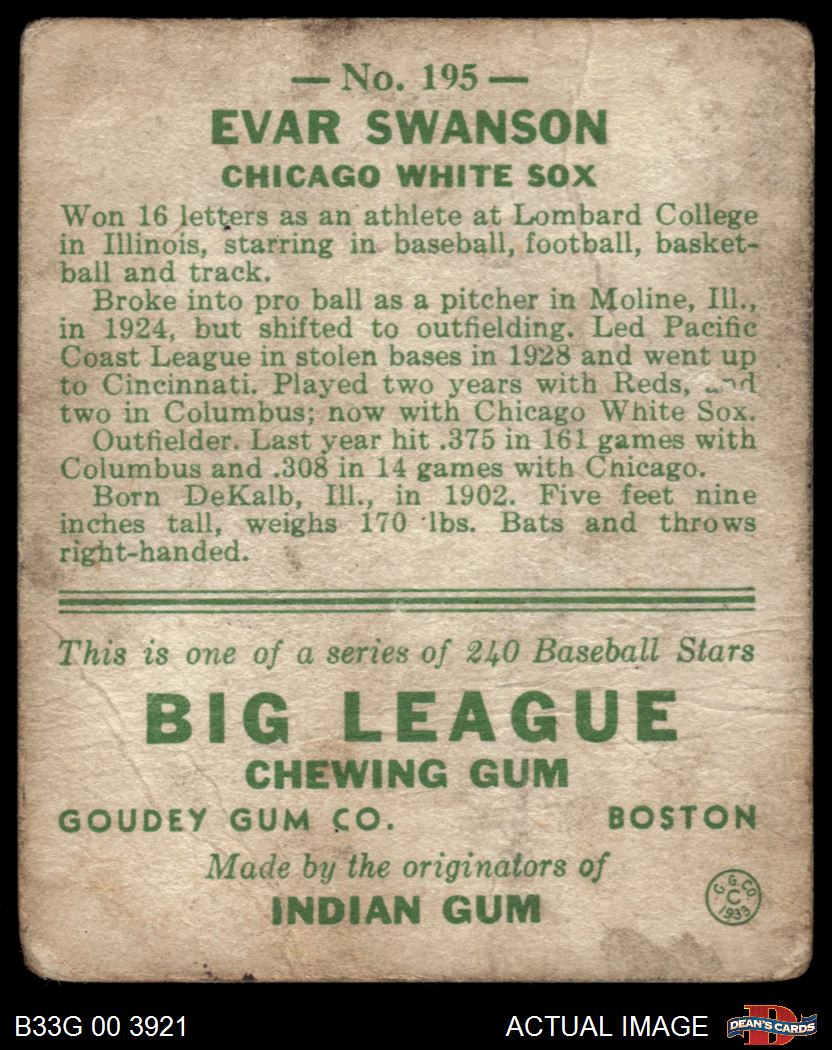 — No. 195 —
EVAR SWANSON
CHICAGO WHITE SOX
Won 16 letters as an athlete at Lombard College
in Illinois, starring in baseball, football, basket-
ball and track.
Broke into pro ball as a pitcher in Moline, Ill.,
in 1924, but shifted to outfielding. Led Pacific
Coast League in stolen bases in 1928 and went up
to Cincinnati. Played two years with Reds, and
two in Columbus; now with Chicago White Sox.
Outfielder. Last year hit .375 in 161 games with
Columbus and .308 in 14 games with Chicago.
Born DeKalb, Ill., in 1902. Five feet nine
inches tall, weighs 170 lbs. Bats and throws
right-handed.
This is one of a series of 240 Baseball Stars
BIG LEAGUE
CHEWING GUM
GOUDEY GUM CO. BOSTON
Made by the originators of
INDIAN GUM
G. G. CO.
C
1933
B33G 00 3921 ACTUAL IMAGE
D
DEAN'S CARDS